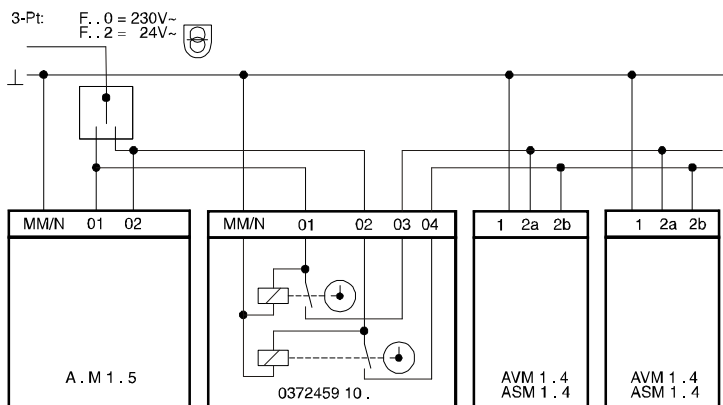 3-Pt: F..0 = 230V~
F..2 = 24V~
⊥
MM/N 01 02
MM/N 01 02 03 04
1 2a 2b
1 2a 2b
A.M 1.5
0372459 10.
AVM 1.4
ASM 1.4
AVM 1.4
ASM 1.4